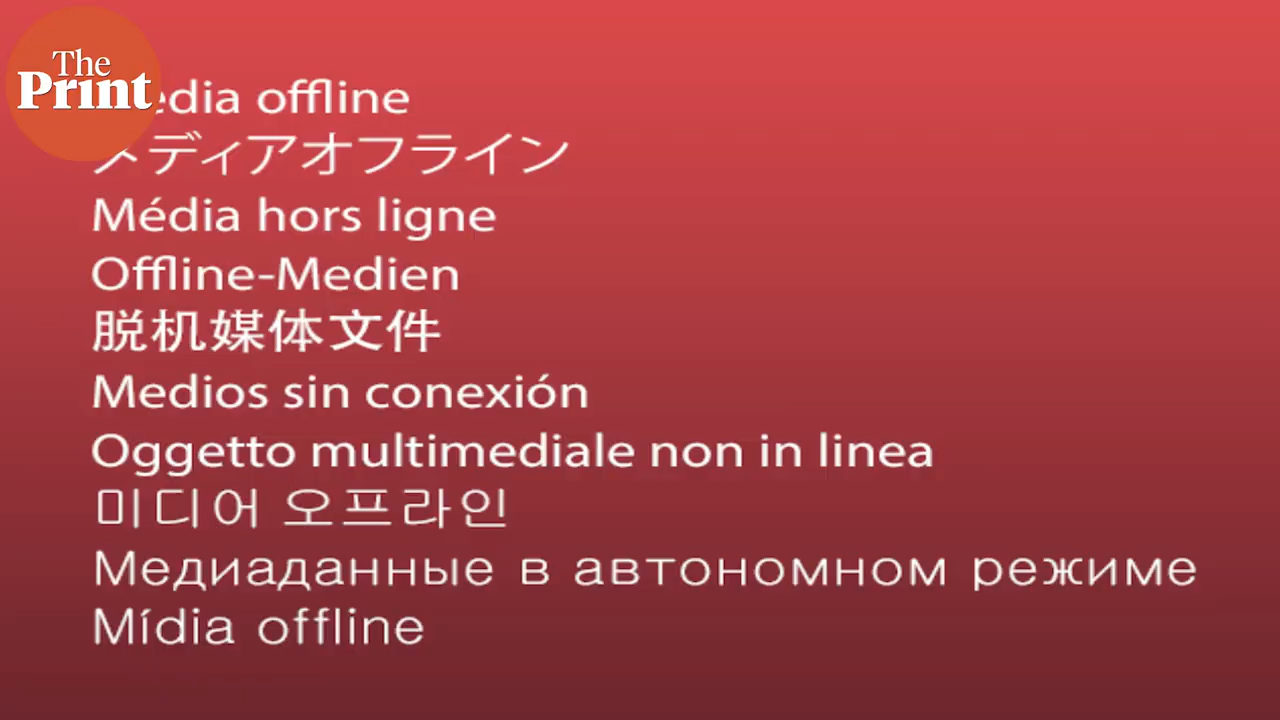 The
Print
edia offline
メディアオフライン
Média hors ligne
Offline-Medien
脱机媒体文件
Medios sin conexión
Oggetto multimediale non in linea
미디어 오프라인
Медиаданные в автономном режиме
Mídia offline